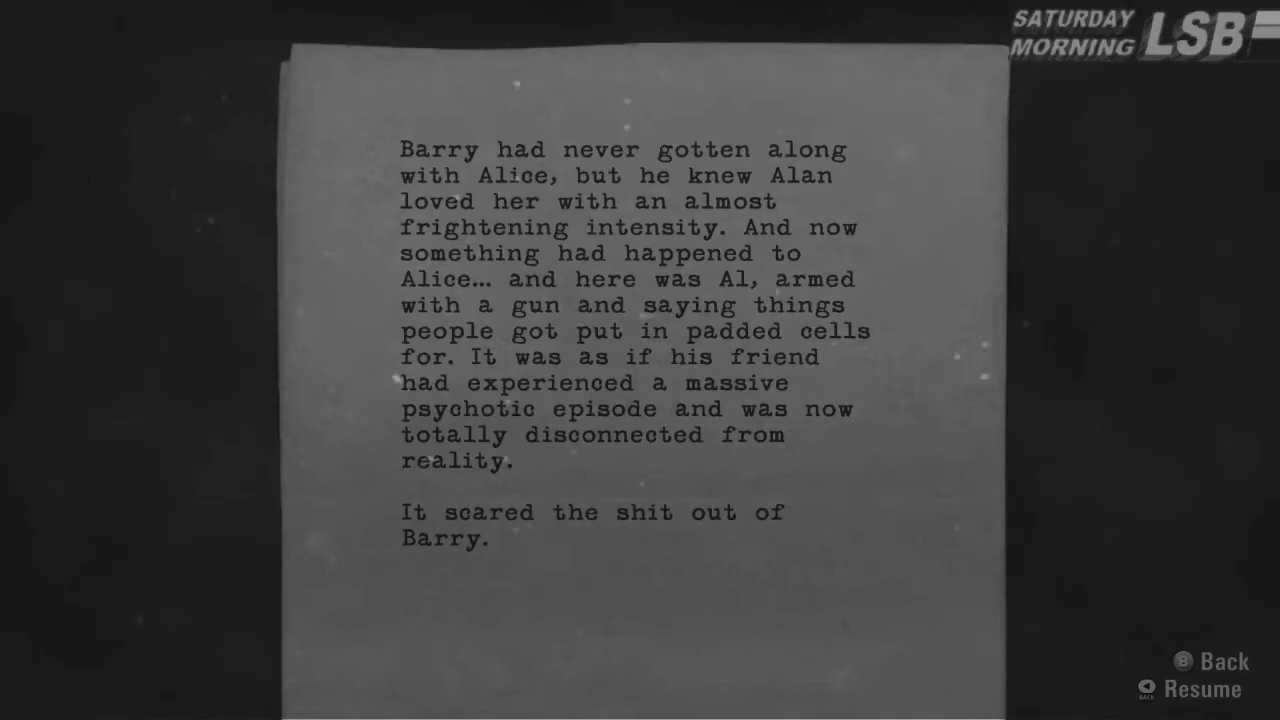 SATURDAY
MORNING LSB
Barry had never gotten along
with Alice, but he knew Alan
loved her with an almost
frightening intensity. And now
something had happened to
Alice… and here was Al, armed
with a gun and saying things
people got put in padded cells
for. It was as if his friend
had experienced a massive
psychotic episode and was now
totally disconnected from
reality.
It scared the shit out of
Barry.
B Back
BACK Resume